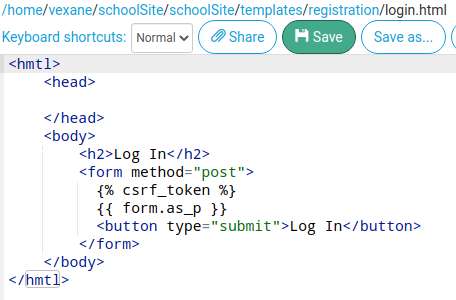 /home/vexane/schoolSite/schoolSite/templates/registration/login.html
Keyboard shortcuts: Normal Share Save Save as...
<hmtl>
    <head>

    </head>
    <body>
        <h2>Log In</h2>
        <form method="post">
          {% csrf_token %}
          {{ form.as_p }}
          <button type="submit">Log In</button>
        </form>
    </body>
</hmtl>